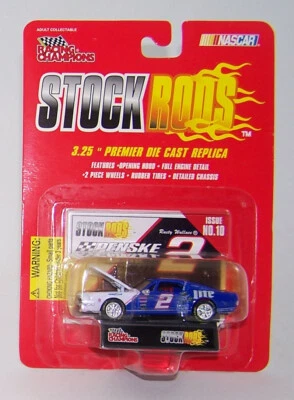 ADULT COLLECTIBLE
RACING
CHAMPIONS
NASCAR
STOCK RODS
TM
3.25" PREMIER DIE CAST REPLICA
FEATURES •OPENING HOOD • FULL ENGINE DETAIL
•2 PIECE WHEELS • RUBBER TIRES • DETAILED CHASSIS
STOCK RODS
Rusty Wallace
ISSUE
NO.10
PENSKE
2
WARNING:
2
Lite
RACING
CHAMPIONS
STOCK RODS